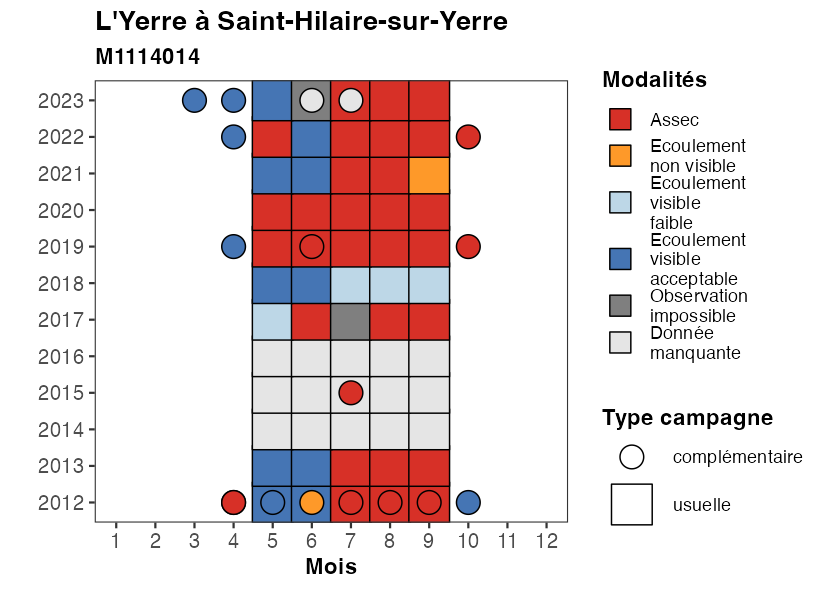 L'Yerre à Saint-Hilaire-sur-Yerre
M1114014
2023
2022
2021
2020
2019
2018
2017
2016
2015
2014
2013
2012
1 2 3 4 5 6 7 8 9 10 11 12
Mois
Modalités
Assec
Ecoulement
non visible
Ecoulement
visible
faible
Ecoulement
visible
acceptable
Observation
impossible
Donnée
manquante
Type campagne
complémentaire
usuelle